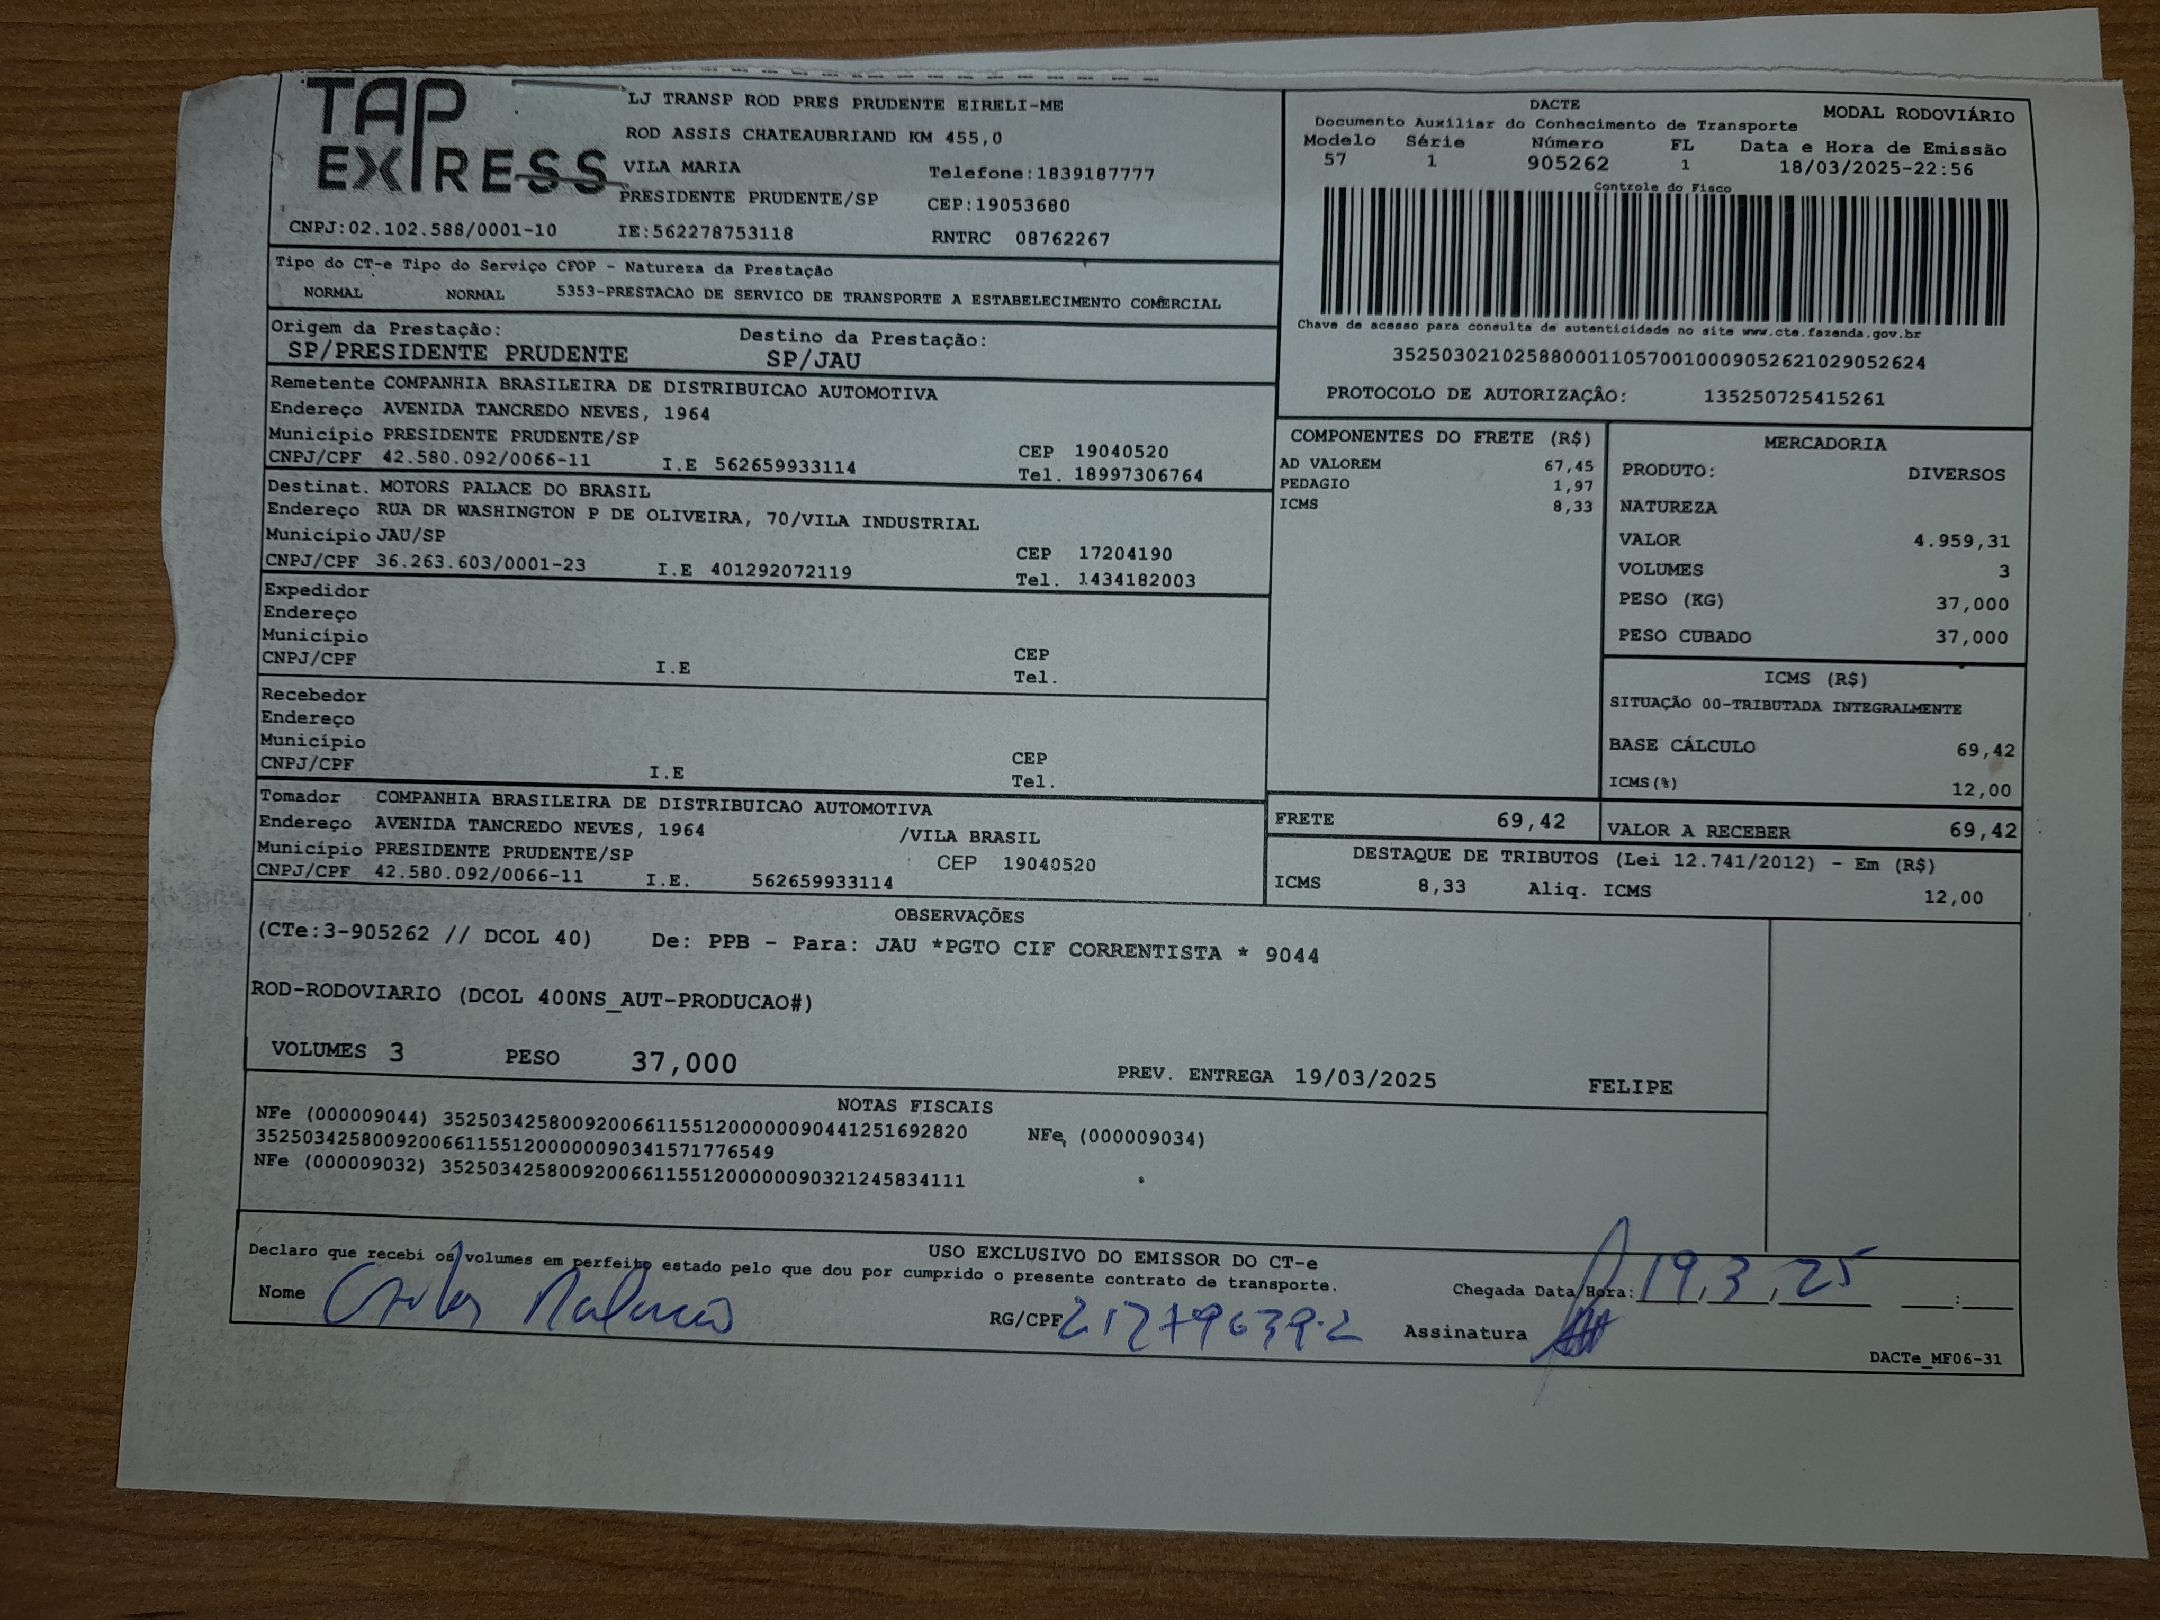 TAP
EXPRESS
LJ TRANSP ROD PRES PRUDENTE EIRELI-ME
ROD ASSIS CHATEAUBRIAND KM 455,0
VILA MARIA Telefone:1839187777
PRESIDENTE PRUDENTE/SP CEP:19053680
CNPJ:02.102.588/0001-10 IE:562278753118 RNTRC 08762267
DACTE MODAL RODOVIÁRIO
Documento Auxiliar do Conhecimento de Transporte
Modelo Série Número FL Data e Hora de Emissão
57 1 905262 1 18/03/2025-22:56
Controle do Fisco
Chave de acesso para consulta de autenticidade no site www.cte.fazenda.gov.br
35250302102588000110570010009052621029052624
PROTOCOLO DE AUTORIZAÇÂO: 135250725415261
Tipo do CT-e Tipo do Serviço CFOP - Natureza da Prestação
NORMAL NORMAL 5353-PRESTACAO DE SERVICO DE TRANSPORTE A ESTABELECIMENTO COMERCIAL
Origem da Prestação: Destino da Prestação:
SP/PRESIDENTE PRUDENTE SP/JAU
Remetente COMPANHIA BRASILEIRA DE DISTRIBUICAO AUTOMOTIVA
Endereço AVENIDA TANCREDO NEVES, 1964
Município PRESIDENTE PRUDENTE/SP CEP 19040520
CNPJ/CPF 42.580.092/0066-11 I.E 562659933114 Tel. 18997306764
Destinat. MOTORS PALACE DO BRASIL
Endereço RUA DR WASHINGTON P DE OLIVEIRA, 70/VILA INDUSTRIAL
Município JAU/SP CEP 17204190
CNPJ/CPF 36.263.603/0001-23 I.E 401292072119 Tel. 1434182003
Expedidor
Endereço
Município CEP
CNPJ/CPF I.E Tel.
Recebedor
Endereço
Município CEP
CNPJ/CPF I.E Tel.
Tomador COMPANHIA BRASILEIRA DE DISTRIBUICAO AUTOMOTIVA
Endereço AVENIDA TANCREDO NEVES, 1964 /VILA BRASIL
Município PRESIDENTE PRUDENTE/SP CEP 19040520
CNPJ/CPF 42.580.092/0066-11 I.E. 562659933114
COMPONENTES DO FRETE (R$)
AD VALOREM 67,45
PEDAGIO 1,97
ICMS 8,33
MERCADORIA
PRODUTO: DIVERSOS
NATUREZA
VALOR 4.959,31
VOLUMES 3
PESO (KG) 37,000
PESO CUBADO 37,000
ICMS (R$)
SITUAÇÃO 00-TRIBUTADA INTEGRALMENTE
BASE CÁLCULO 69,42
ICMS(%) 12,00
FRETE 69,42 VALOR A RECEBER 69,42
DESTAQUE DE TRIBUTOS (Lei 12.741/2012) - Em (R$)
ICMS 8,33 Aliq. ICMS 12,00
OBSERVAÇÕES
(CTe:3-905262 // DCOL 40) De: PPB - Para: JAU *PGTO CIF CORRENTISTA * 9044
ROD-RODOVIARIO (DCOL 400NS_AUT-PRODUCAO#)
VOLUMES 3 PESO 37,000 PREV. ENTREGA 19/03/2025 FELIPE
NOTAS FISCAIS
NFe (000009044) 35250342580092006611551200000090441251692820 NFe (000009034)
35250342580092006611551200000090341571776549
NFe (000009032) 35250342580092006611551200000090321245834111
USO EXCLUSIVO DO EMISSOR DO CT-e
Declaro que recebi os volumes em perfeito estado pelo que dou por cumprido o presente contrato de transporte.
Nome RG/CPF Chegada Data/Hora: 19,3,25 __:__
Assinatura
DACTe_MF06-31